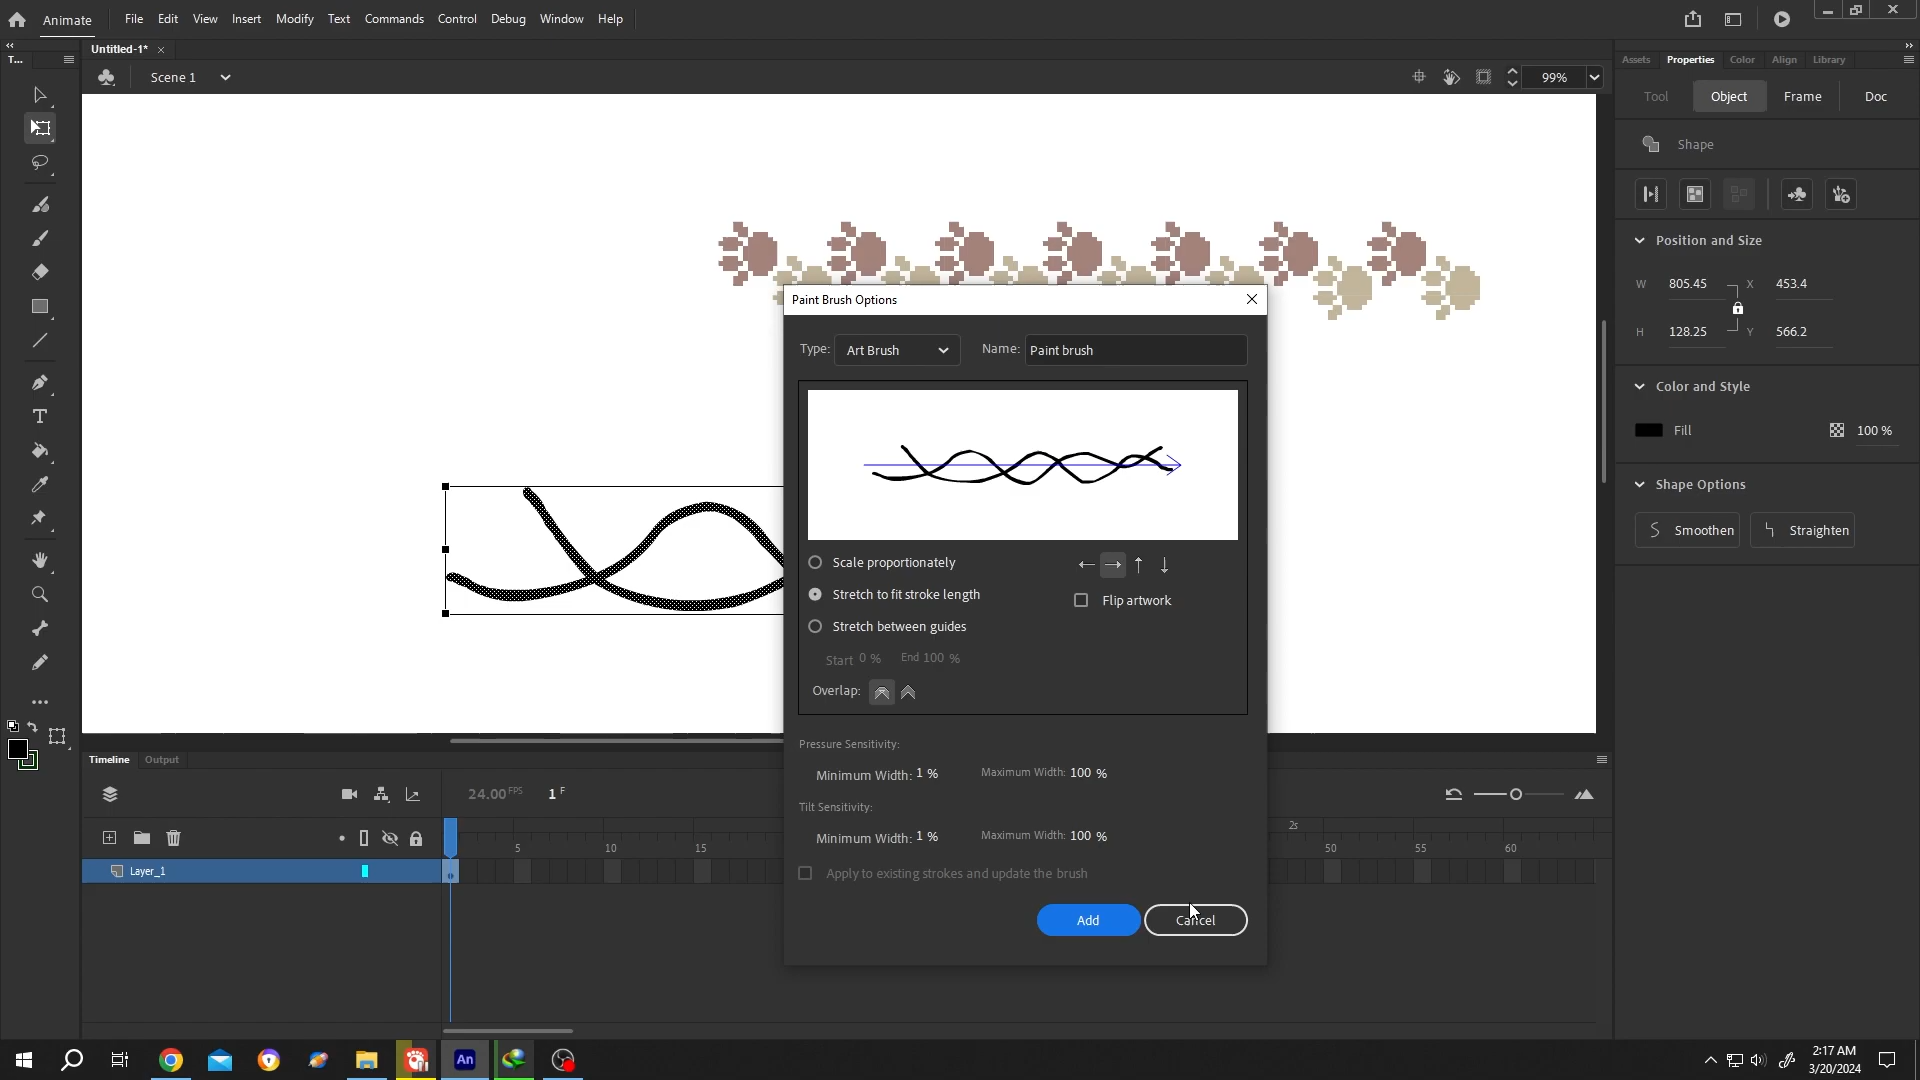 Animate
File
Edit
View
Insert
Modify
Text
Commands
Control
Debug
Window
Help
T...
Untitled-1*
Scene 1
99%
Assets
Properties
Color
Align
Library
Tool
Object
Frame
Doc
Shape
Position and Size
W 805.45 X 453.4
H 128.25 Y 566.2
Color and Style
Fill 100 %
Shape Options
Smoothen
Straighten
Paint Brush Options
Type: Art Brush Name: Paint brush
Scale proportionately
Stretch to fit stroke length
Flip artwork
Stretch between guides
Start 0 % End 100 %
Overlap:
Pressure Sensitivity:
Minimum Width: 1 % Maximum Width: 100 %
Tilt Sensitivity:
Minimum Width: 1 % Maximum Width: 100 %
Apply to existing strokes and update the brush
Add
Cancel
Timeline
Output
24.00 FPS 1 F
2s
5 10 15 50 55 60
Layer_1
An
2:17 AM
3/20/2024